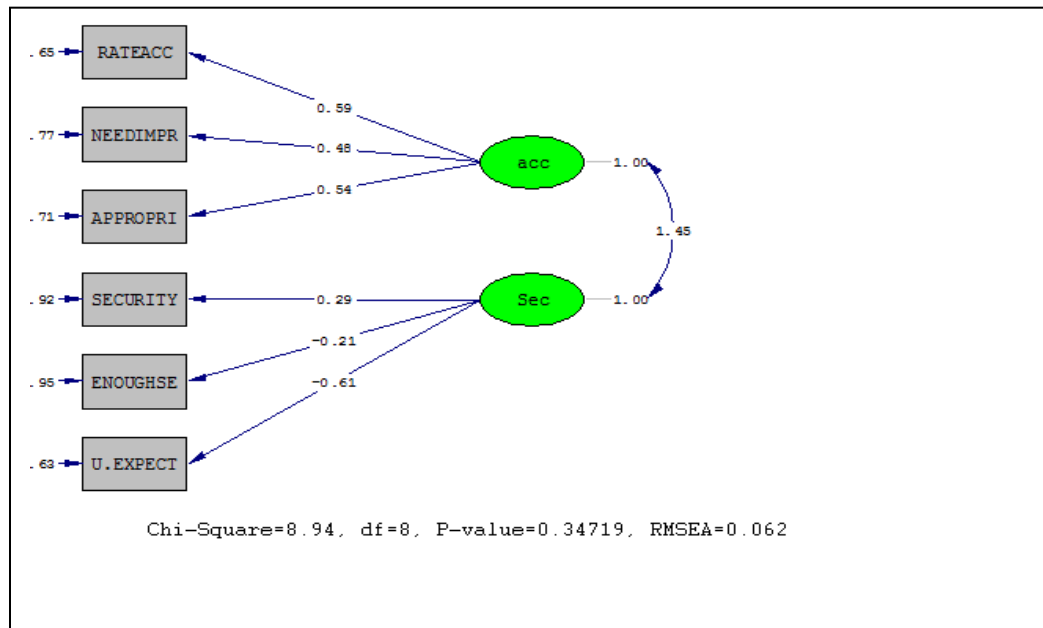 .65 RATEACC
0.59
.77 NEEDIMPR
0.48
acc 1.00
.71 APPROPRI
0.54
1.45
.92 SECURITY
0.29
Sec 1.00
-0.21
.95 ENOUGHSE
-0.61
.63 U.EXPECT
Chi-Square=8.94, df=8, P-value=0.34719, RMSEA=0.062